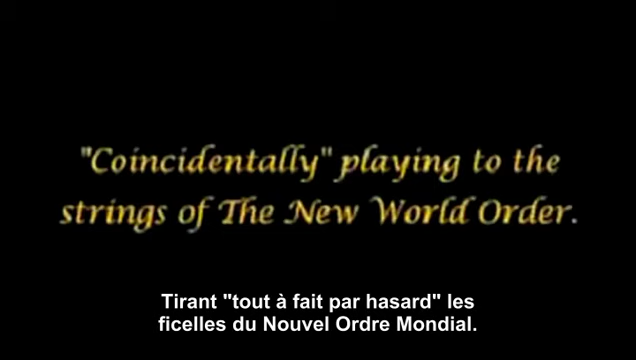 "Coincidentally" playing to the
strings of The New World Order.
Tirant "tout à fait par hasard" les
ficelles du Nouvel Ordre Mondial.